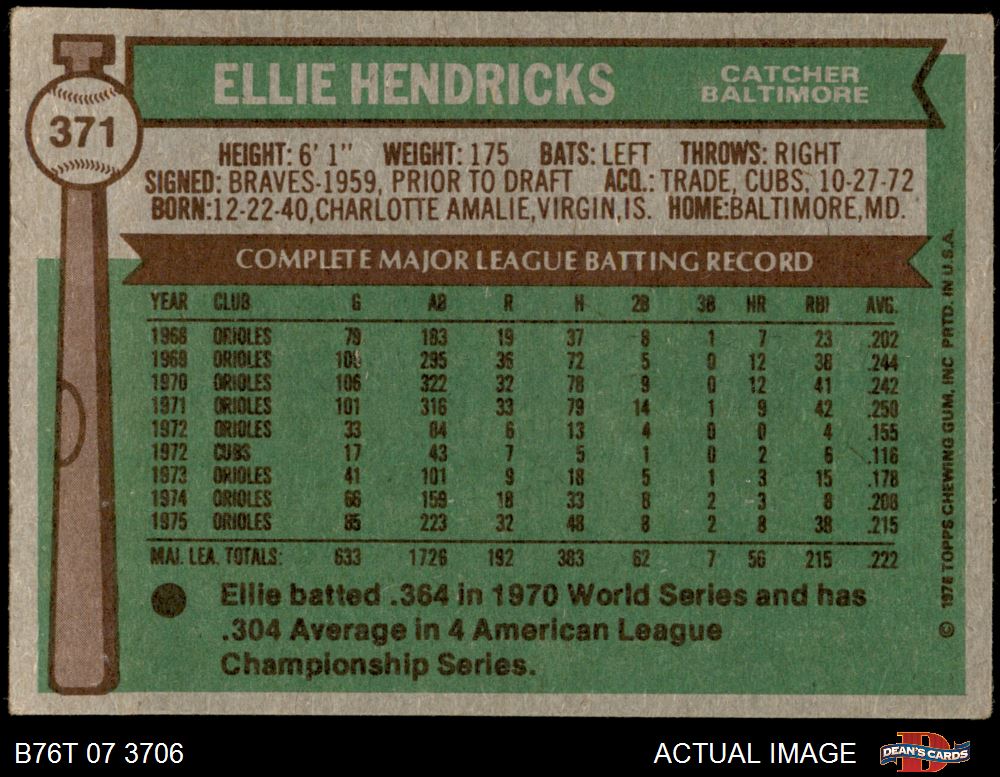 371
ELLIE HENDRICKS
CATCHER
BALTIMORE
HEIGHT: 6' 1" WEIGHT: 175 BATS: LEFT THROWS: RIGHT
SIGNED: BRAVES-1959, PRIOR TO DRAFT ACQ.: TRADE, CUBS, 10-27-72
BORN:12-22-40,CHARLOTTE AMALIE,VIRGIN,IS. HOME:BALTIMORE,MD.
COMPLETE MAJOR LEAGUE BATTING RECORD
YEAR CLUB G AB R H 2B 3B HR RBI AVG.
1968 ORIOLES 79 183 19 37 8 1 7 23 .202
1969 ORIOLES 105 295 36 72 5 0 12 38 .244
1970 ORIOLES 106 322 32 78 9 0 12 41 .242
1971 ORIOLES 101 316 33 79 14 1 9 42 .250
1972 ORIOLES 33 84 6 13 4 0 0 4 .155
1972 CUBS 17 43 7 5 1 0 2 6 .116
1973 ORIOLES 41 101 9 18 5 1 3 15 .178
1974 ORIOLES 66 159 18 33 8 2 3 8 .208
1975 ORIOLES 85 223 32 48 8 2 8 38 .215
MAJ. LEA. TOTALS: 633 1726 192 383 62 7 56 215 .222
Ellie batted .364 in 1970 World Series and has
.304 Average in 4 American League
Championship Series.
© 1976 TOPPS CHEWING GUM, INC PRTD. IN U.S.A.
B76T 07 3706 ACTUAL IMAGE
DEAN'S CARDS